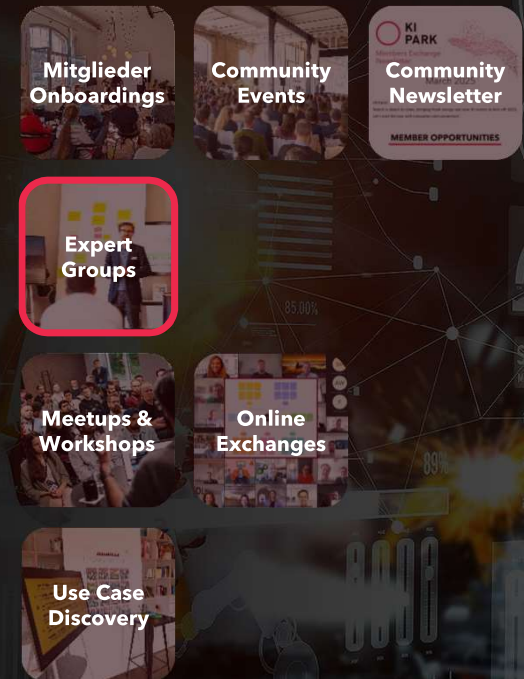 Mitglieder
Onboardings
Community
Events
KI
PARK
Community
Newsletter
MEMBER OPPORTUNITIES
Expert
Groups
85.00%
Meetups &
Workshops
Online
Exchanges
89%
Use Case
Discovery